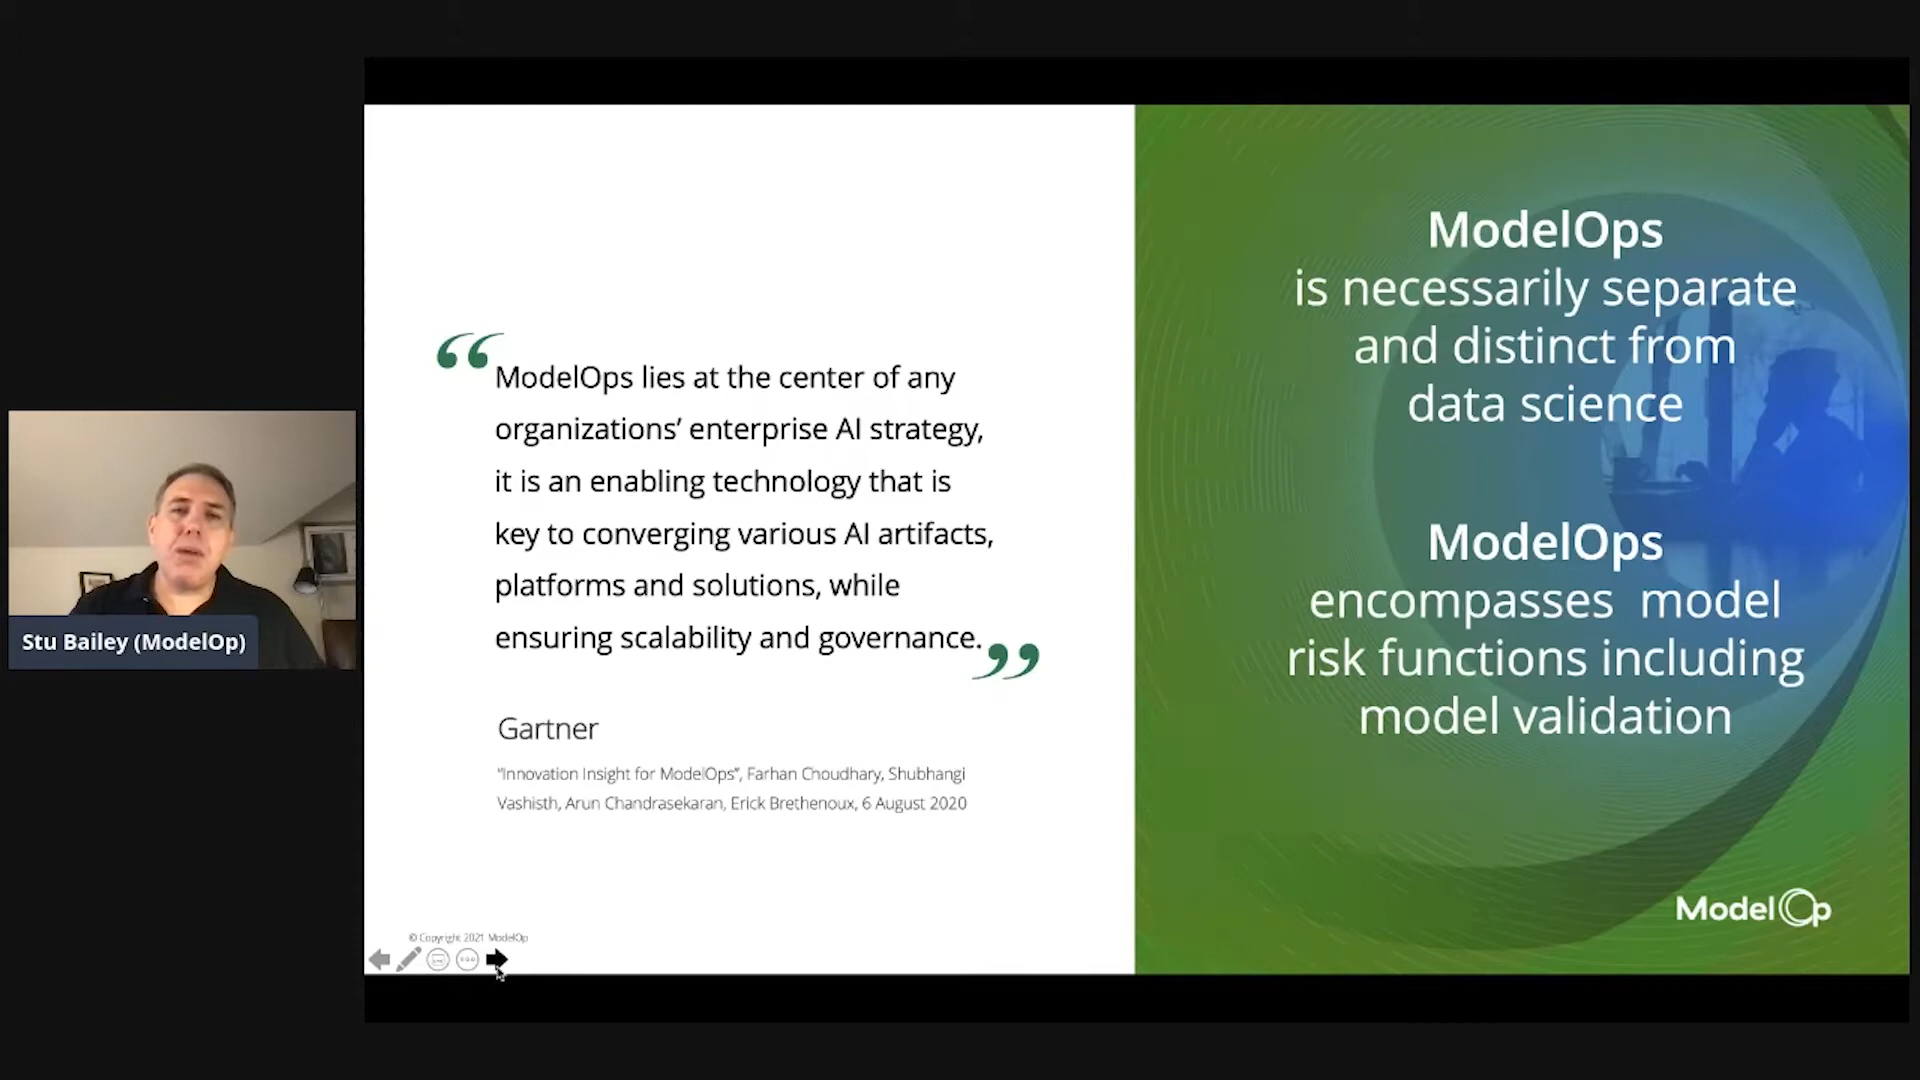 Stu Bailey (ModelOp)
“
ModelOps lies at the center of any
organizations’ enterprise AI strategy,
it is an enabling technology that is
key to converging various AI artifacts,
platforms and solutions, while
ensuring scalability and governance.
”
Gartner
“Innovation Insight for ModelOps”, Farhan Choudhary, Shubhangi
Vashisth, Arun Chandrasekaran, Erick Brethenoux, 6 August 2020
© Copyright 2021 ModelOp
ModelOps
is necessarily separate
and distinct from
data science
ModelOps
encompasses  model
risk functions including
model validation
ModelOp